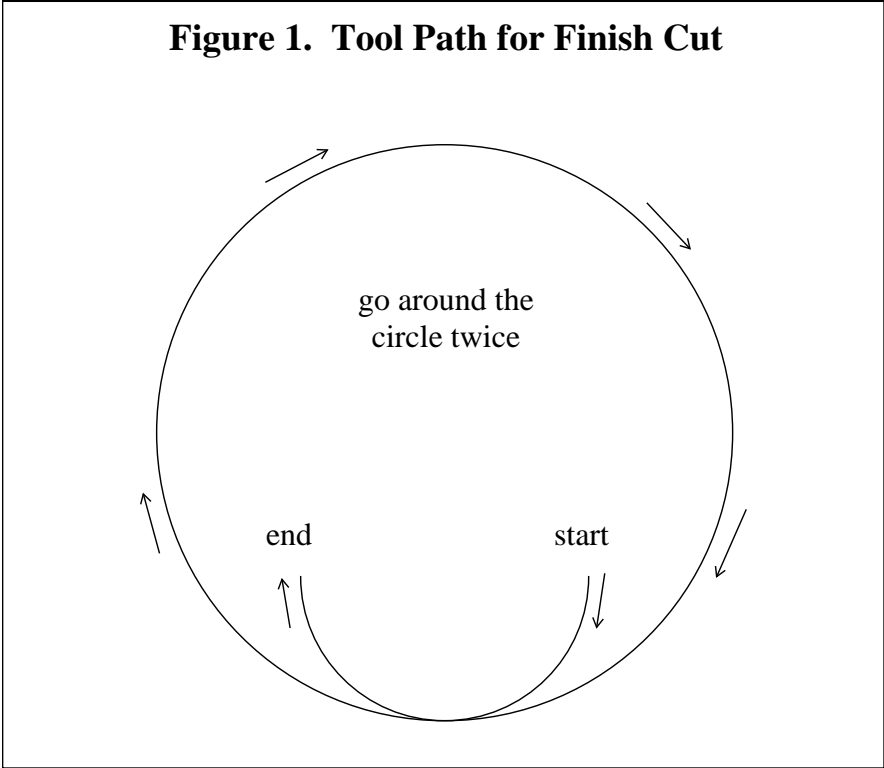 Figure 1. Tool Path for Finish Cut
go around the
circle twice
end
start